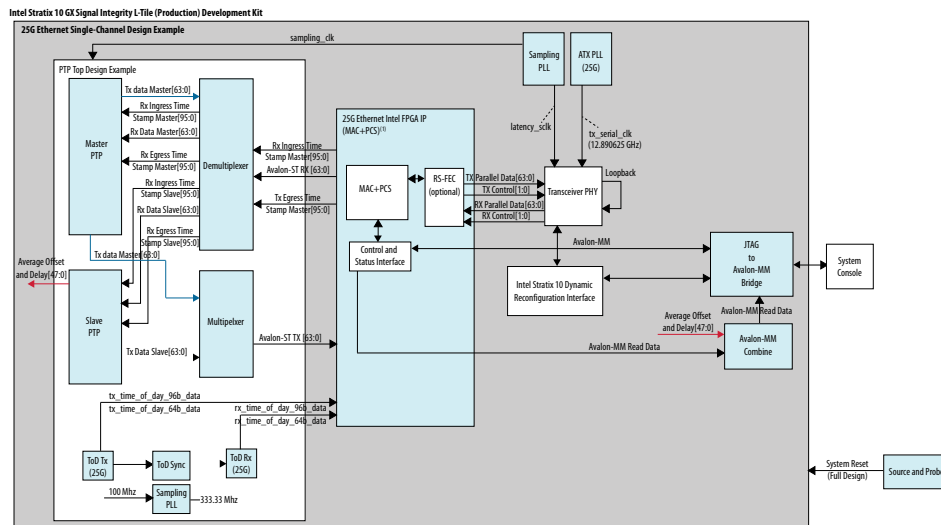 Intel Stratix 10 GX Signal Integrity L-Tile (Production) Development Kit
25G Ethernet Single-Channel Design Example
sampling_clk
Sampling
PLL
ATX PLL
(25G)
PTP Top Design Example
Tx data Master[63:0]
Rx Ingress Time
Stamp Master[95:0]
Rx Data Master[63:0]
Rx Egress Time
Stamp Master[95:0]
Master
PTP
Demultiplexer
Rx Ingress Time
Stamp Slave[95:0]
Rx Data Slave[63:0]
Rx Egress Time
Stamp Slave[95:0]
Tx data Master[63:0]
Average Offset
and Delay[47:0]
Slave
PTP
Multipelxer
Tx Data Slave[63:0]
Rx Ingress Time
Stamp Master[95:0]
Avalon-ST RX [63:0]
Tx Egress Time
Stamp Master[95:0]
Avalon-ST TX [63:0]
25G Ethernet Intel FPGA IP
(MAC+PCS)(1)
MAC+PCS
RS-FEC
(optional)
Control and
Status Interface
latency_sclk
tx_serial_clk
(12.890625 GHz)
TX Parallel Data[63:0]
TX Control[1:0]
RX Parallel Data[63:0]
RX Control[1:0]
Transceiver PHY
Loopback
Avalon-MM
Intel Stratix 10 Dynamic
Reconfiguration Interface
JTAG
to
Avalon-MM
Bridge
System
Console
Avalon-MM Read Data
Average Offset
and Delay[47:0]
Avalon-MM
Combine
Avalon-MM Read Data
tx_time_of_day_96b_data
tx_time_of_day_64b_data
rx_time_of_day_96b_data
rx_time_of_day_64b_data
ToD Tx
(25G)
ToD Sync
ToD Rx
(25G)
100 Mhz
Sampling
PLL
333.33 Mhz
System Reset
(Full Design)
Source and Probe